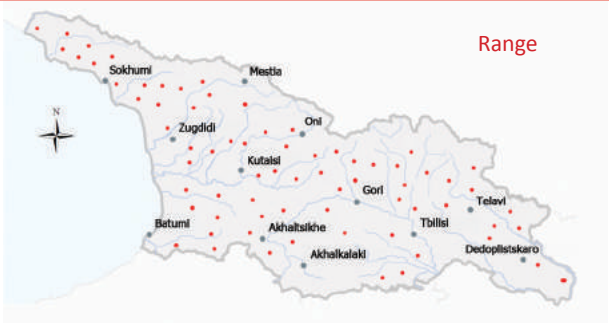 Range
N
Sokhumi
Mestia
Zugdidi
Oni
Kutaisi
Gori
Telavi
Batumi
Akhaltsikhe
Tbilisi
Akhalkalaki
Dedoplistskaro